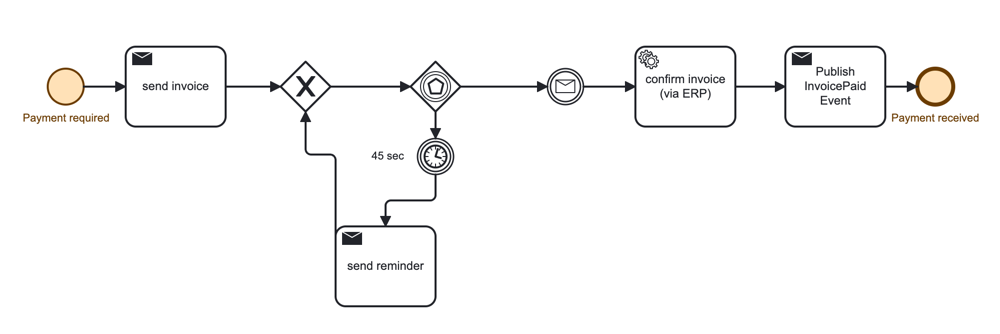 Payment required
send invoice
45 sec
send reminder
confirm invoice
(via ERP)
Publish
InvoicePaid
Event
Payment received